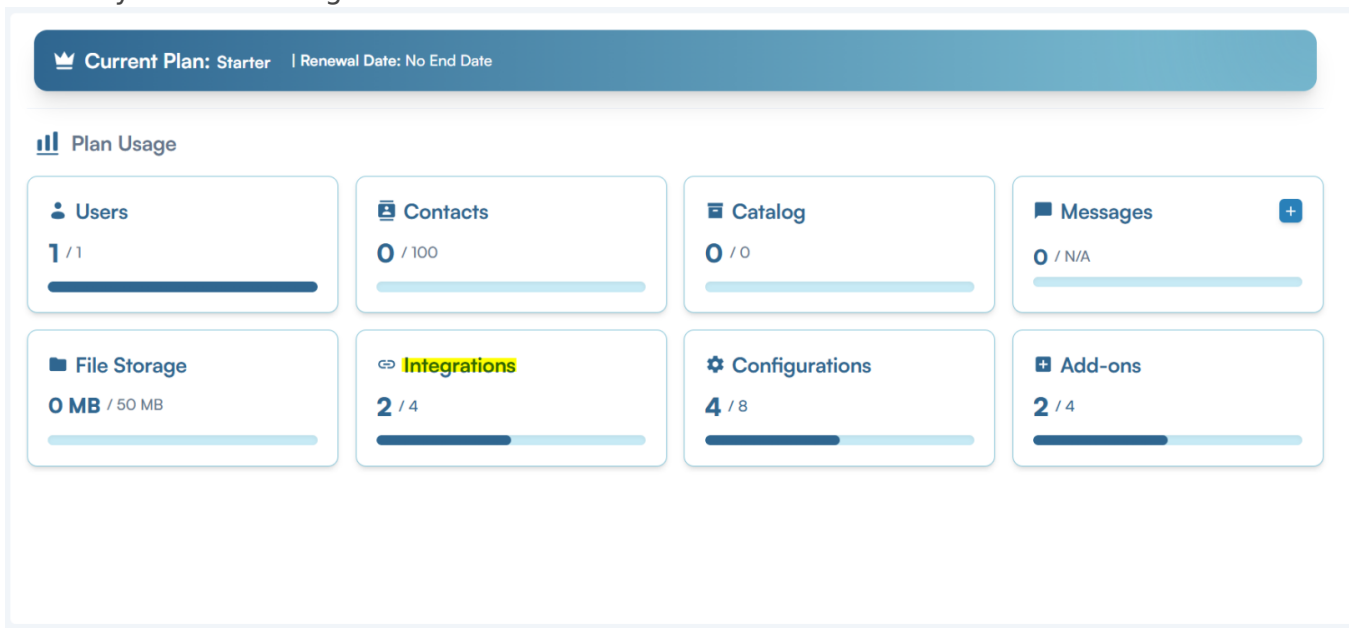 Current Plan: Starter | Renewal Date: No End Date
Plan Usage
Users
1 / 1
Contacts
0 / 100
Catalog
0 / 0
Messages
+
0 / N/A
File Storage
0 MB / 50 MB
Integrations
2 / 4
Configurations
4 / 8
Add-ons
2 / 4